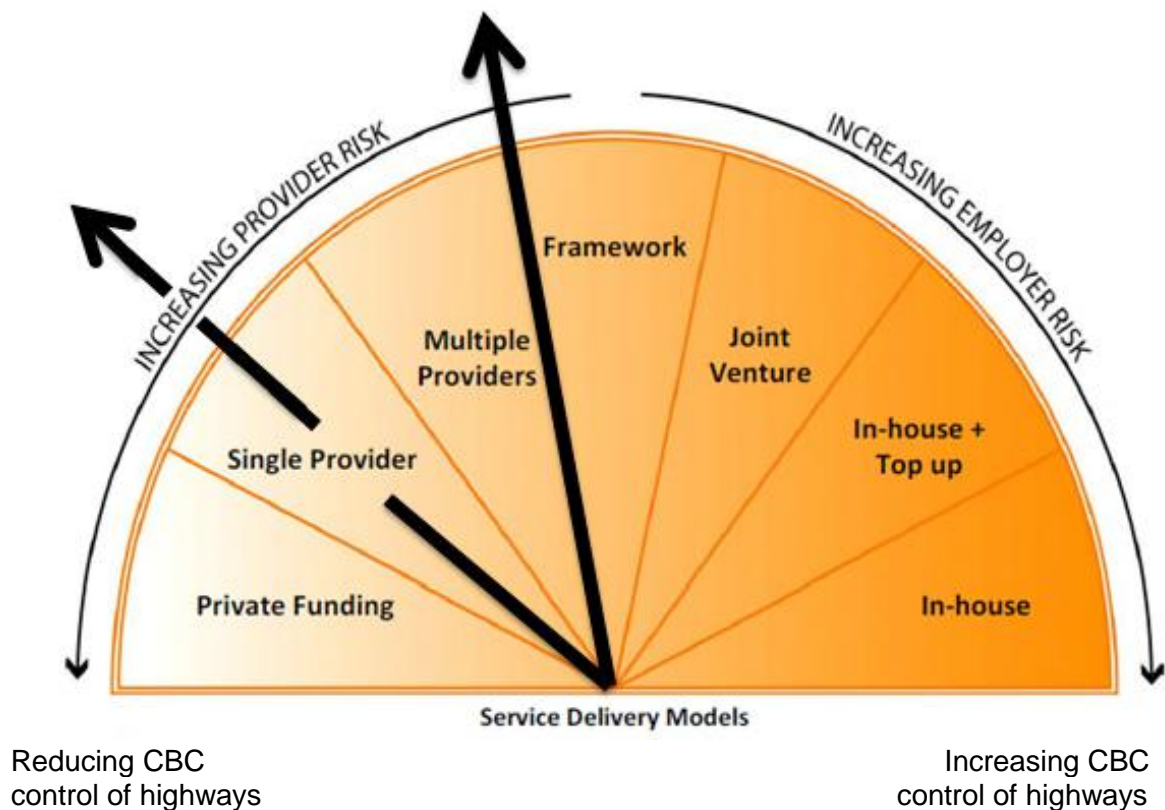 INCREASING PROVIDER RISK
INCREASING EMPLOYER RISK
Framework
Multiple
Providers
Joint
Venture
Single Provider
In-house +
Top up
Private Funding
In-house
Service Delivery Models
Reducing CBC
control of highways
Increasing CBC
control of highways